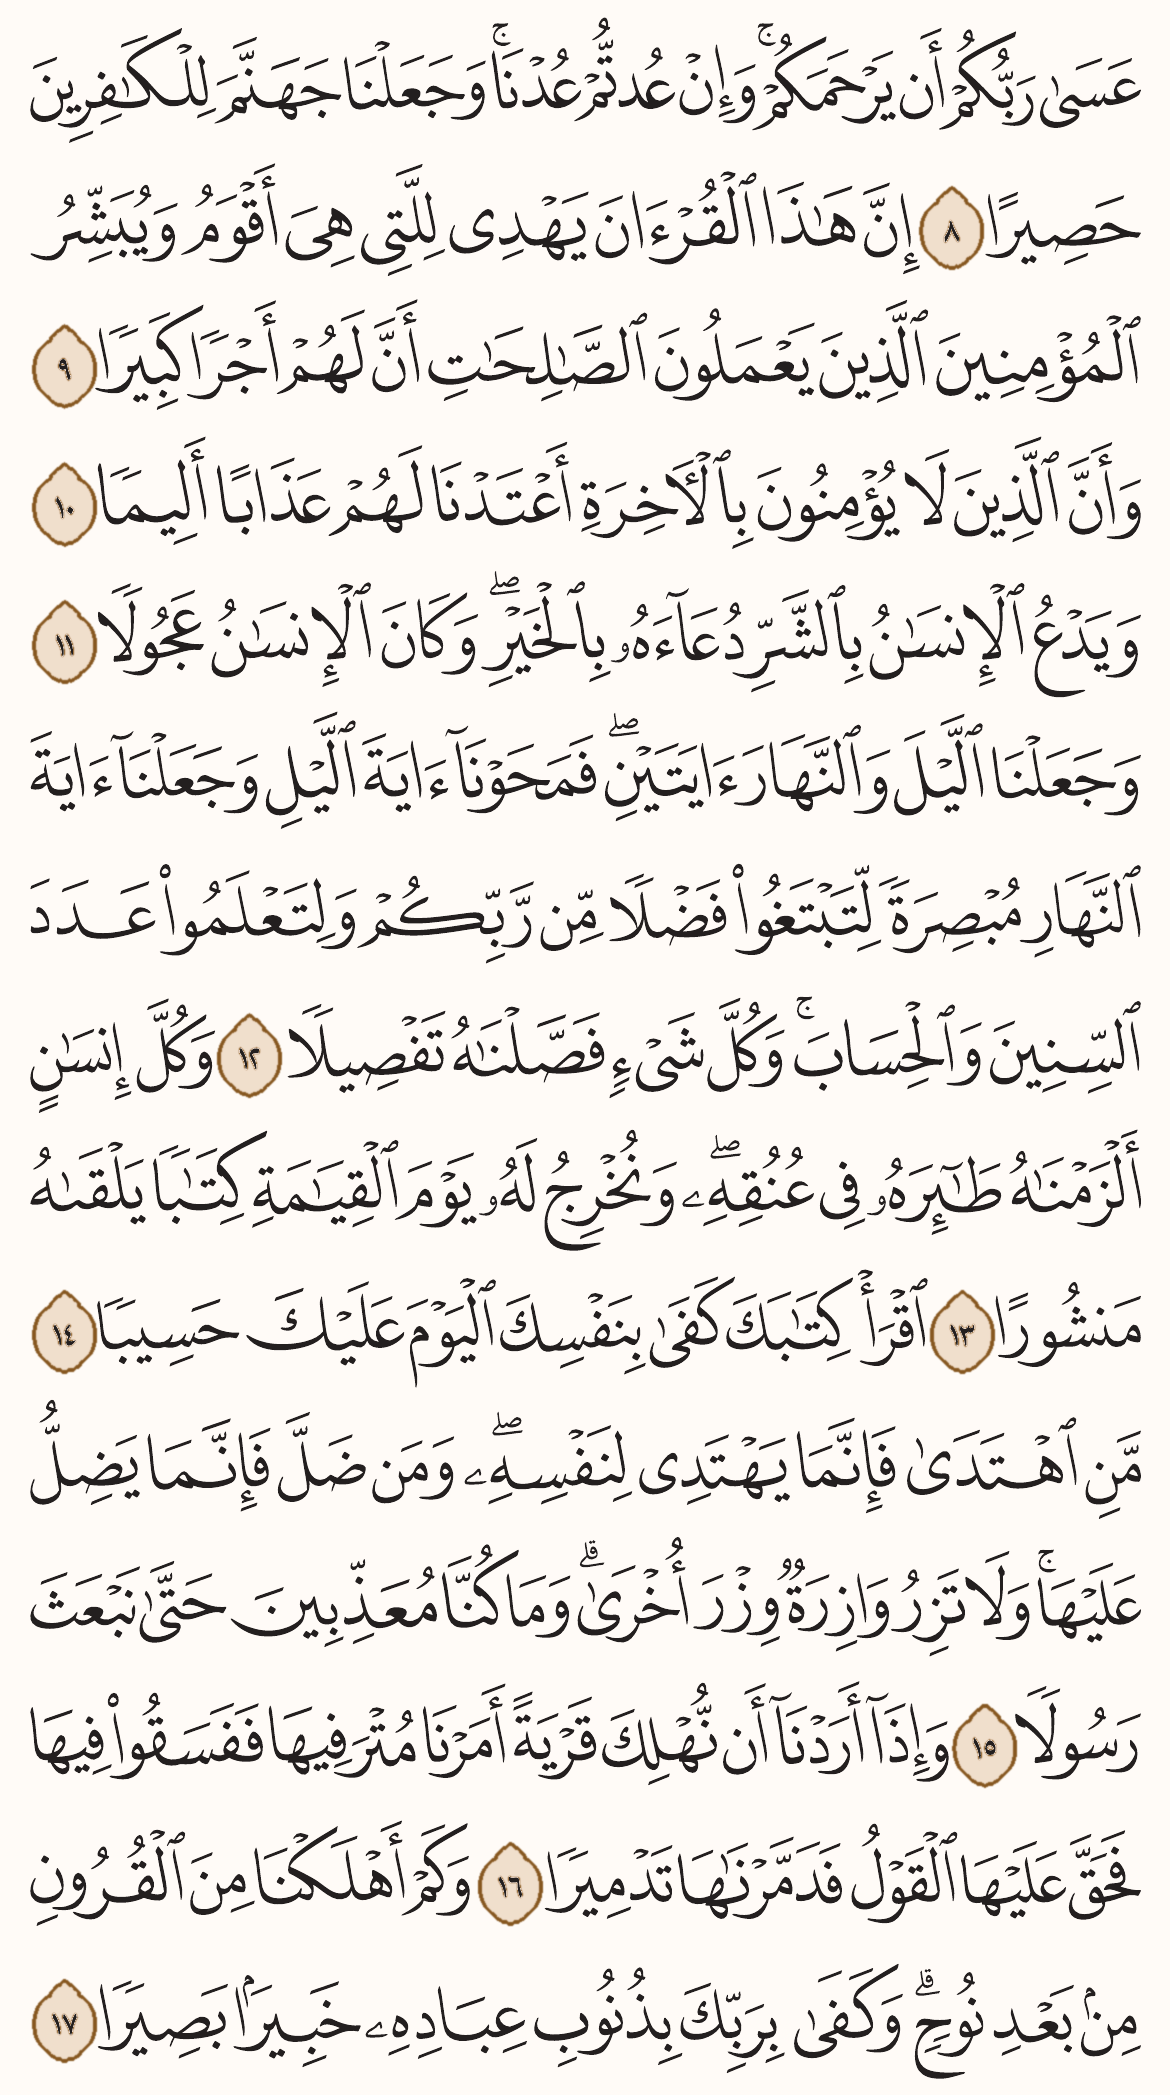 عَسَىٰ رَبُّكُمْ أَن يَرْحَمَكُمْ ۚ وَإِنْ عُدتُّمْ عُدْنَا ۚ وَجَعَلْنَا جَهَنَّمَ لِلْكَـٰفِرِينَ
حَصِيرًا ٨ إِنَّ هَـٰذَا ٱلْقُرْءَانَ يَهْدِى لِلَّتِى هِىَ أَقْوَمُ وَيُبَشِّرُ
ٱلْمُؤْمِنِينَ ٱلَّذِينَ يَعْمَلُونَ ٱلصَّـٰلِحَـٰتِ أَنَّ لَهُمْ أَجْرًا كَبِيرًا ٩
وَأَنَّ ٱلَّذِينَ لَا يُؤْمِنُونَ بِٱلْـَٔاخِرَةِ أَعْتَدْنَا لَهُمْ عَذَابًا أَلِيمًا ١٠
وَيَدْعُ ٱلْإِنسَـٰنُ بِٱلشَّرِّ دُعَآءَهُۥ بِٱلْخَيْرِ ۖ وَكَانَ ٱلْإِنسَـٰنُ عَجُولًا ١١
وَجَعَلْنَا ٱلَّيْلَ وَٱلنَّهَارَ ءَايَتَيْنِ ۖ فَمَحَوْنَآ ءَايَةَ ٱلَّيْلِ وَجَعَلْنَآ ءَايَةَ
ٱلنَّهَارِ مُبْصِرَةً لِّتَبْتَغُوا۟ فَضْلًا مِّن رَّبِّكُمْ وَلِتَعْلَمُوا۟ عَدَدَ
ٱلسِّنِينَ وَٱلْحِسَابَ ۚ وَكُلَّ شَىْءٍ فَصَّلْنَـٰهُ تَفْصِيلًا ١٢ وَكُلَّ إِنسَـٰنٍ
أَلْزَمْنَـٰهُ طَـٰٓئِرَهُۥ فِى عُنُقِهِۦ ۖ وَنُخْرِجُ لَهُۥ يَوْمَ ٱلْقِيَـٰمَةِ كِتَـٰبًا يَلْقَىٰهُ
مَنشُورًا ١٣ ٱقْرَأْ كِتَـٰبَكَ كَفَىٰ بِنَفْسِكَ ٱلْيَوْمَ عَلَيْكَ حَسِيبًا ١٤
مَّنِ ٱهْتَدَىٰ فَإِنَّمَا يَهْتَدِى لِنَفْسِهِۦ ۖ وَمَن ضَلَّ فَإِنَّمَا يَضِلُّ
عَلَيْهَا ۚ وَلَا تَزِرُ وَازِرَةٌ وِزْرَ أُخْرَىٰ ۗ وَمَا كُنَّا مُعَذِّبِينَ حَتَّىٰ نَبْعَثَ
رَسُولًا ١٥ وَإِذَآ أَرَدْنَآ أَن نُّهْلِكَ قَرْيَةً أَمَرْنَا مُتْرَفِيهَا فَفَسَقُوا۟ فِيهَا
فَحَقَّ عَلَيْهَا ٱلْقَوْلُ فَدَمَّرْنَـٰهَا تَدْمِيرًا ١٦ وَكَمْ أَهْلَكْنَا مِنَ ٱلْقُرُونِ
مِنۢ بَعْدِ نُوحٍ ۗ وَكَفَىٰ بِرَبِّكَ بِذُنُوبِ عِبَادِهِۦ خَبِيرًۢا بَصِيرًا ١٧